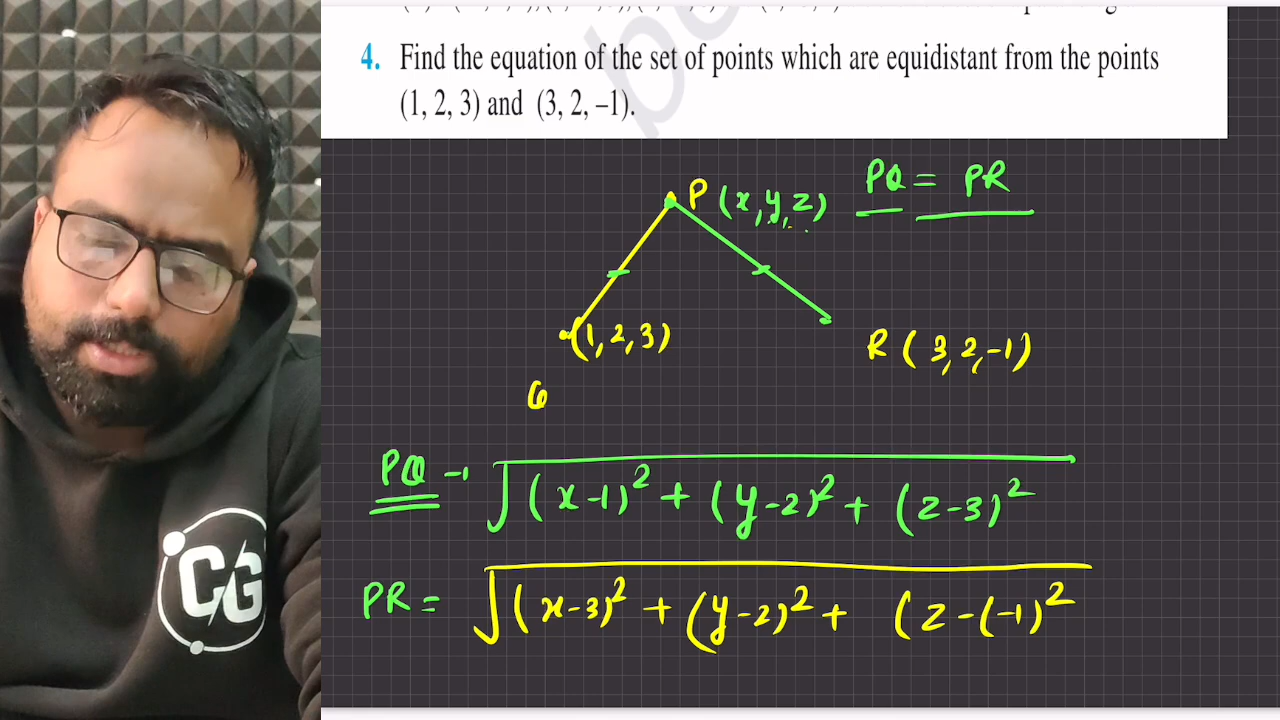 4. Find the equation of the set of points which are equidistant from the points
(1, 2, 3) and (3, 2, –1).
P (x, y, z) PQ = PR
(1, 2, 3)
R ( 3, 2, -1)
Q
PQ = √(x-1)² + (y-2)² + (z-3)²
PR = √(x-3)² + (y-2)² + (z-(-1)²
CG